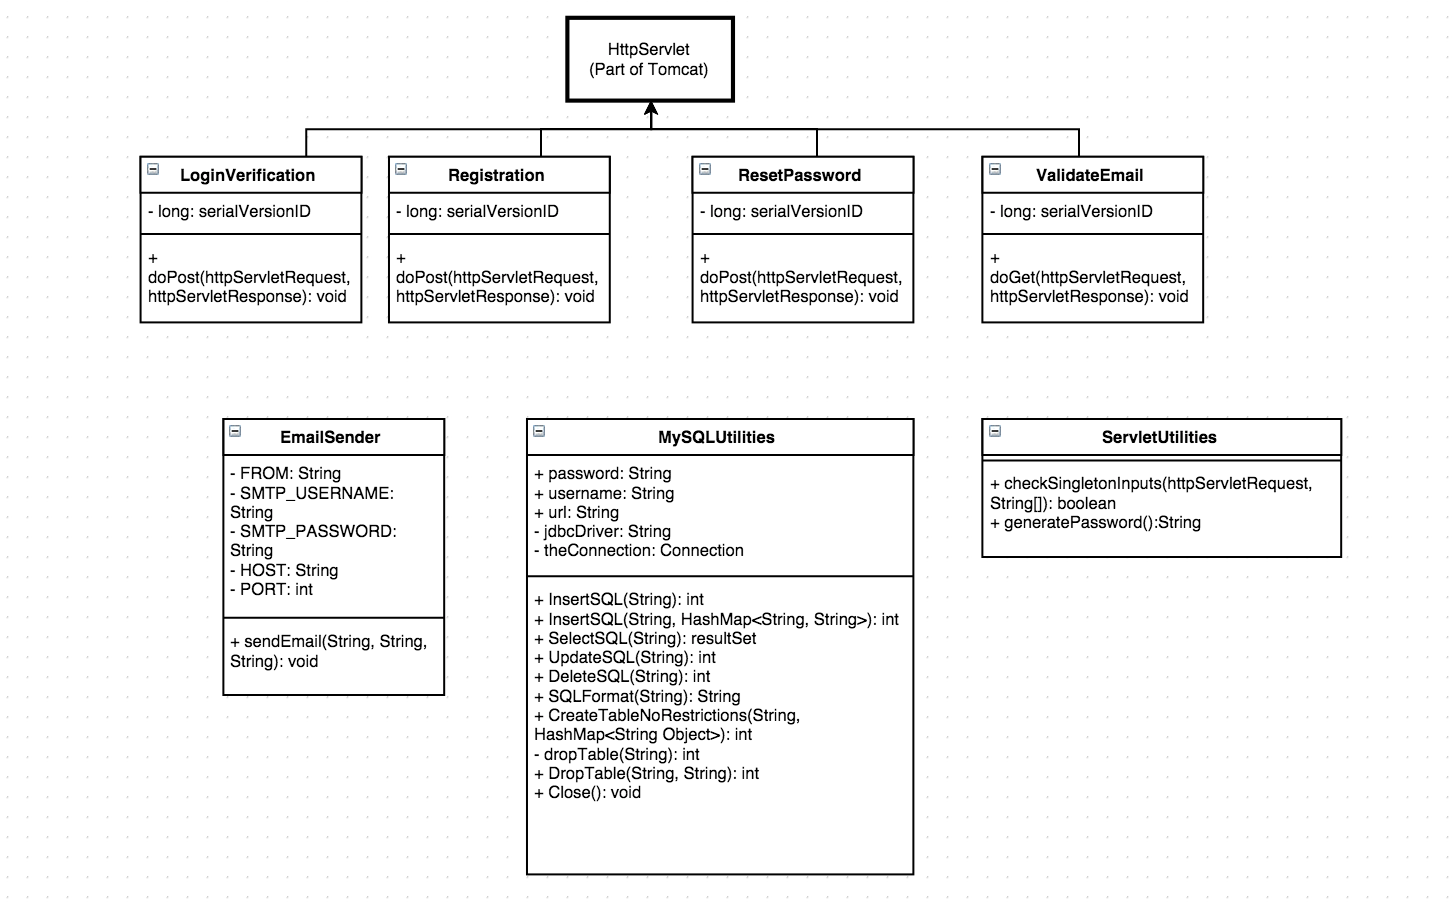 HttpServlet
(Part of Tomcat)
LoginVerification
- long: serialVersionID
+
doPost(httpServletRequest,
httpServletResponse): void
Registration
- long: serialVersionID
+
doPost(httpServletRequest,
httpServletResponse): void
ResetPassword
- long: serialVersionID
+
doPost(httpServletRequest,
httpServletResponse): void
ValidateEmail
- long: serialVersionID
+
doGet(httpServletRequest,
httpServletResponse): void
EmailSender
- FROM: String
- SMTP_USERNAME:
String
- SMTP_PASSWORD:
String
- HOST: String
- PORT: int
+ sendEmail(String, String,
String): void
MySQLUtilities
+ password: String
+ username: String
+ url: String
- jdbcDriver: String
- theConnection: Connection
+ InsertSQL(String): int
+ InsertSQL(String, HashMap<String, String>): int
+ SelectSQL(String): resultSet
+ UpdateSQL(String): int
+ DeleteSQL(String): int
+ SQLFormat(String): String
+ CreateTableNoRestrictions(String,
HashMap<String Object>): int
- dropTable(String): int
+ DropTable(String, String): int
+ Close(): void
ServletUtilities
+ checkSingletonInputs(httpServletRequest,
String[]): boolean
+ generatePassword():String